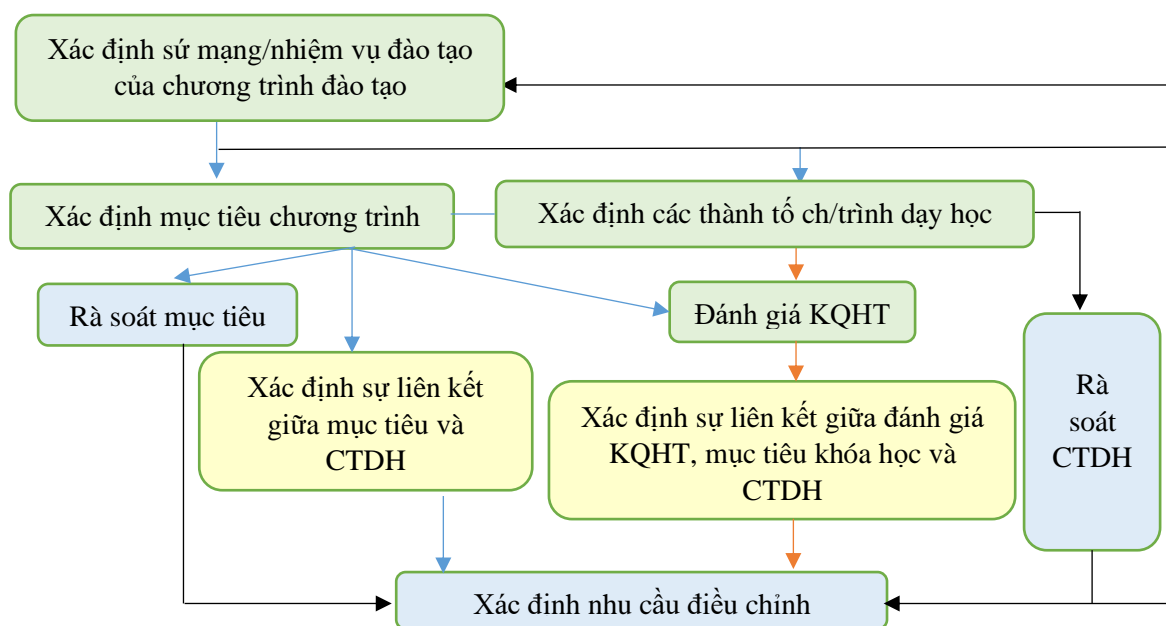 Xác định sứ mạng/nhiệm vụ đào tạo
của chương trình đào tạo
Xác định mục tiêu chương trình
Xác định các thành tố ch/trình dạy học
Rà soát mục tiêu
Đánh giá KQHT
Xác định sự liên kết
giữa mục tiêu và
CTDH
Xác định sự liên kết giữa đánh giá
KQHT, mục tiêu khóa học và
CTDH
Rà
soát
CTDH
Xác đinh nhu cầu điều chỉnh